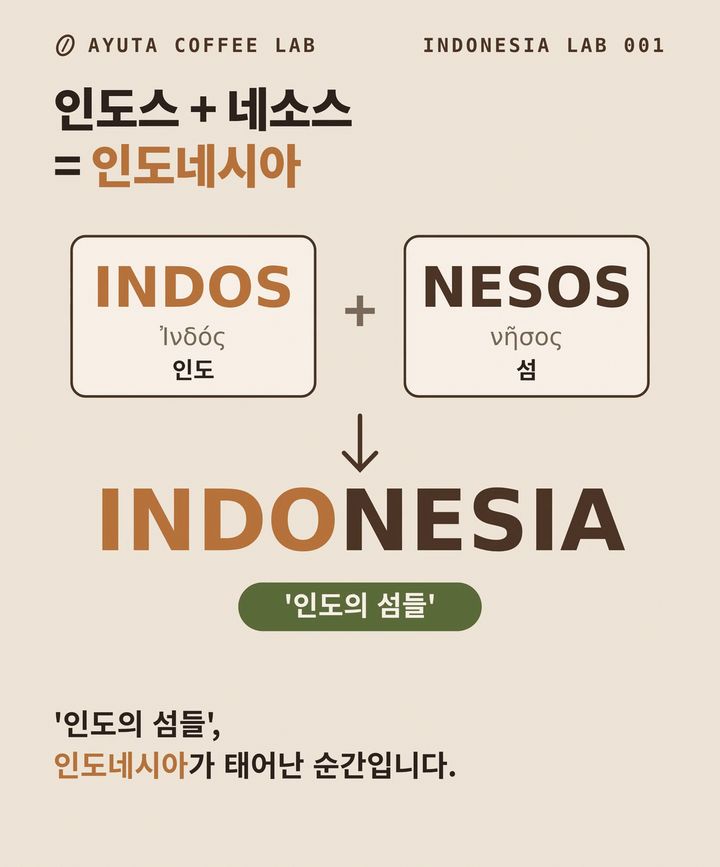 AYUTA COFFEE LAB
INDONESIA LAB 001
인도스 + 네소스
= 인도네시아
INDOS
Ἰνδός
인도
+
NESOS
νῆσος
섬
INDONESIA
'인도의 섬들'
'인도의 섬들',
인도네시아가 태어난 순간입니다.